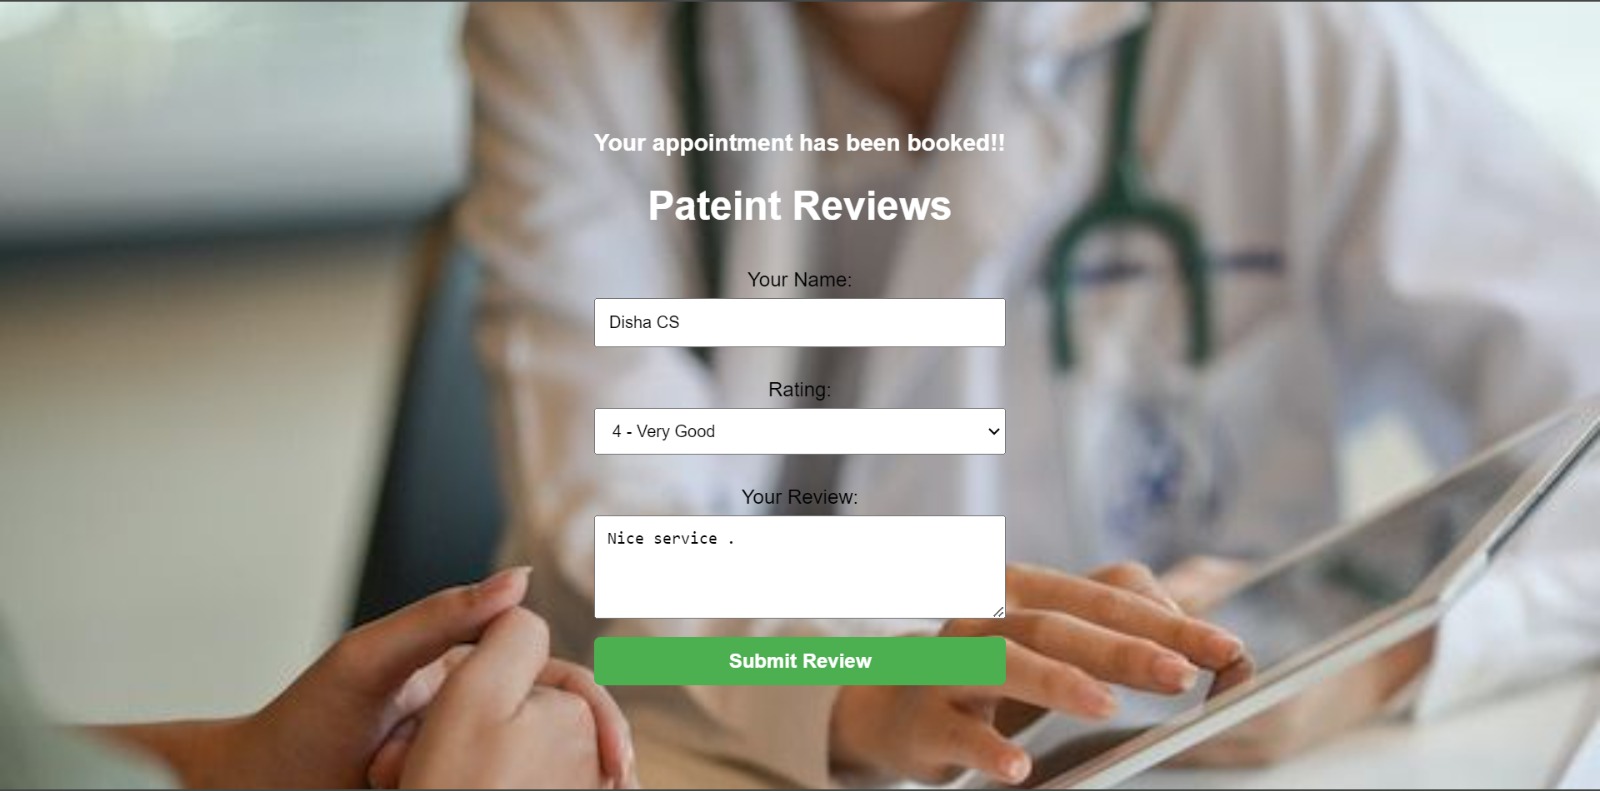 Your appointment has been booked!!
Pateint Reviews
Your Name:
Disha CS
Rating:
4 - Very Good
Your Review:
Nice service .
Submit Review